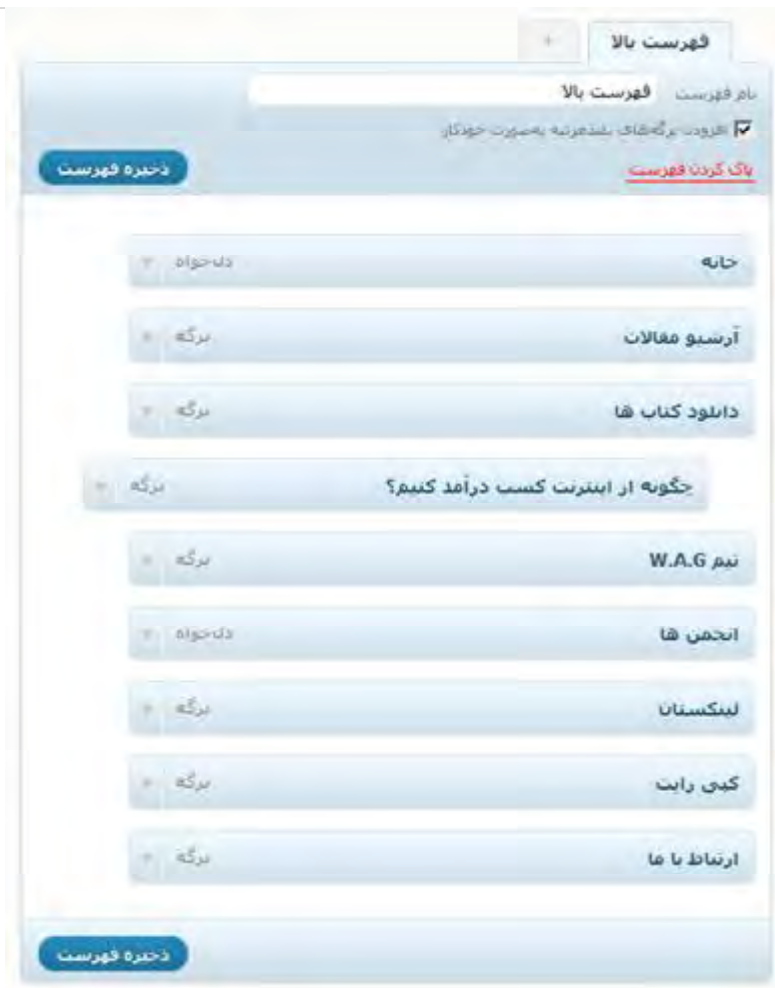 فهرست بالا +
نام فهرست فهرست بالا
افزودن برگه‌های بلندمرتبه به‌صورت خودکار
پاک کردن فهرست ذخیره فهرست
خانه دل‌خواه
آرشیو مقالات برگه
دانلود کتاب ها برگه
چگونه از اینترنت کسب درآمد کنیم؟ برگه
تیم W.A.G برگه
انجمن ها دل‌خواه
لینکستان برگه
کپی رایت برگه
ارتباط با ما برگه
ذخیره فهرست